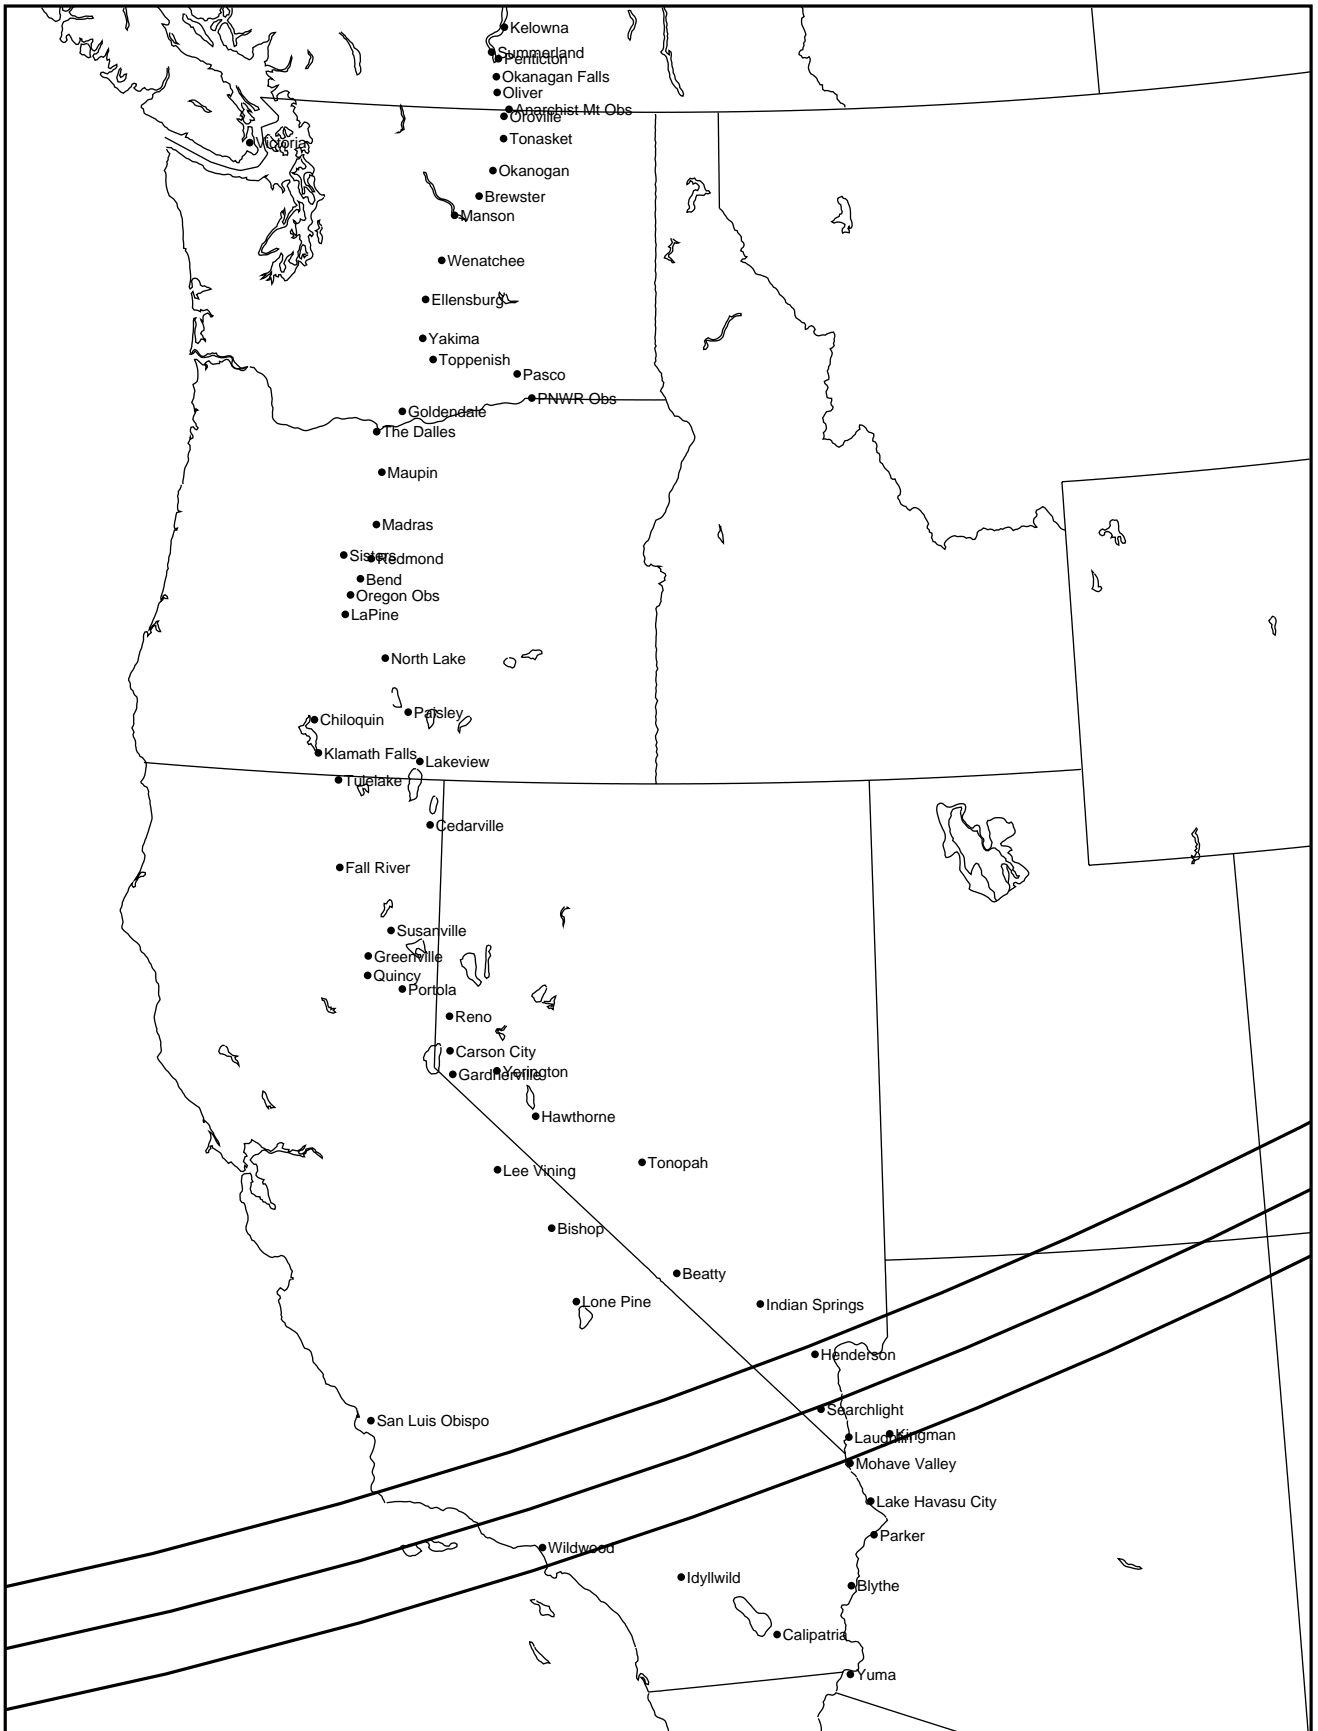 Kelowna
Summerland
Penticton
Okanagan Falls
Oliver
Anarchist Mt Obs
Oroville
Tonasket
Victoria
Okanogan
Brewster
Manson
Wenatchee
Ellensburg
Yakima
Toppenish
Pasco
PNWR Obs
Goldendale
The Dalles
Maupin
Madras
Sisters
Redmond
Bend
Oregon Obs
LaPine
North Lake
Paisley
Chiloquin
Klamath Falls
Lakeview
Tulelake
Cedarville
Fall River
Susanville
Greenville
Quincy
Portola
Reno
Carson City
Yerington
Gardnerville
Hawthorne
Tonopah
Lee Vining
Bishop
Beatty
Lone Pine
Indian Springs
Henderson
Searchlight
San Luis Obispo
Kingman
Laughlin
Mohave Valley
Lake Havasu City
Parker
Wildwood
Idyllwild
Blythe
Calipatria
Yuma